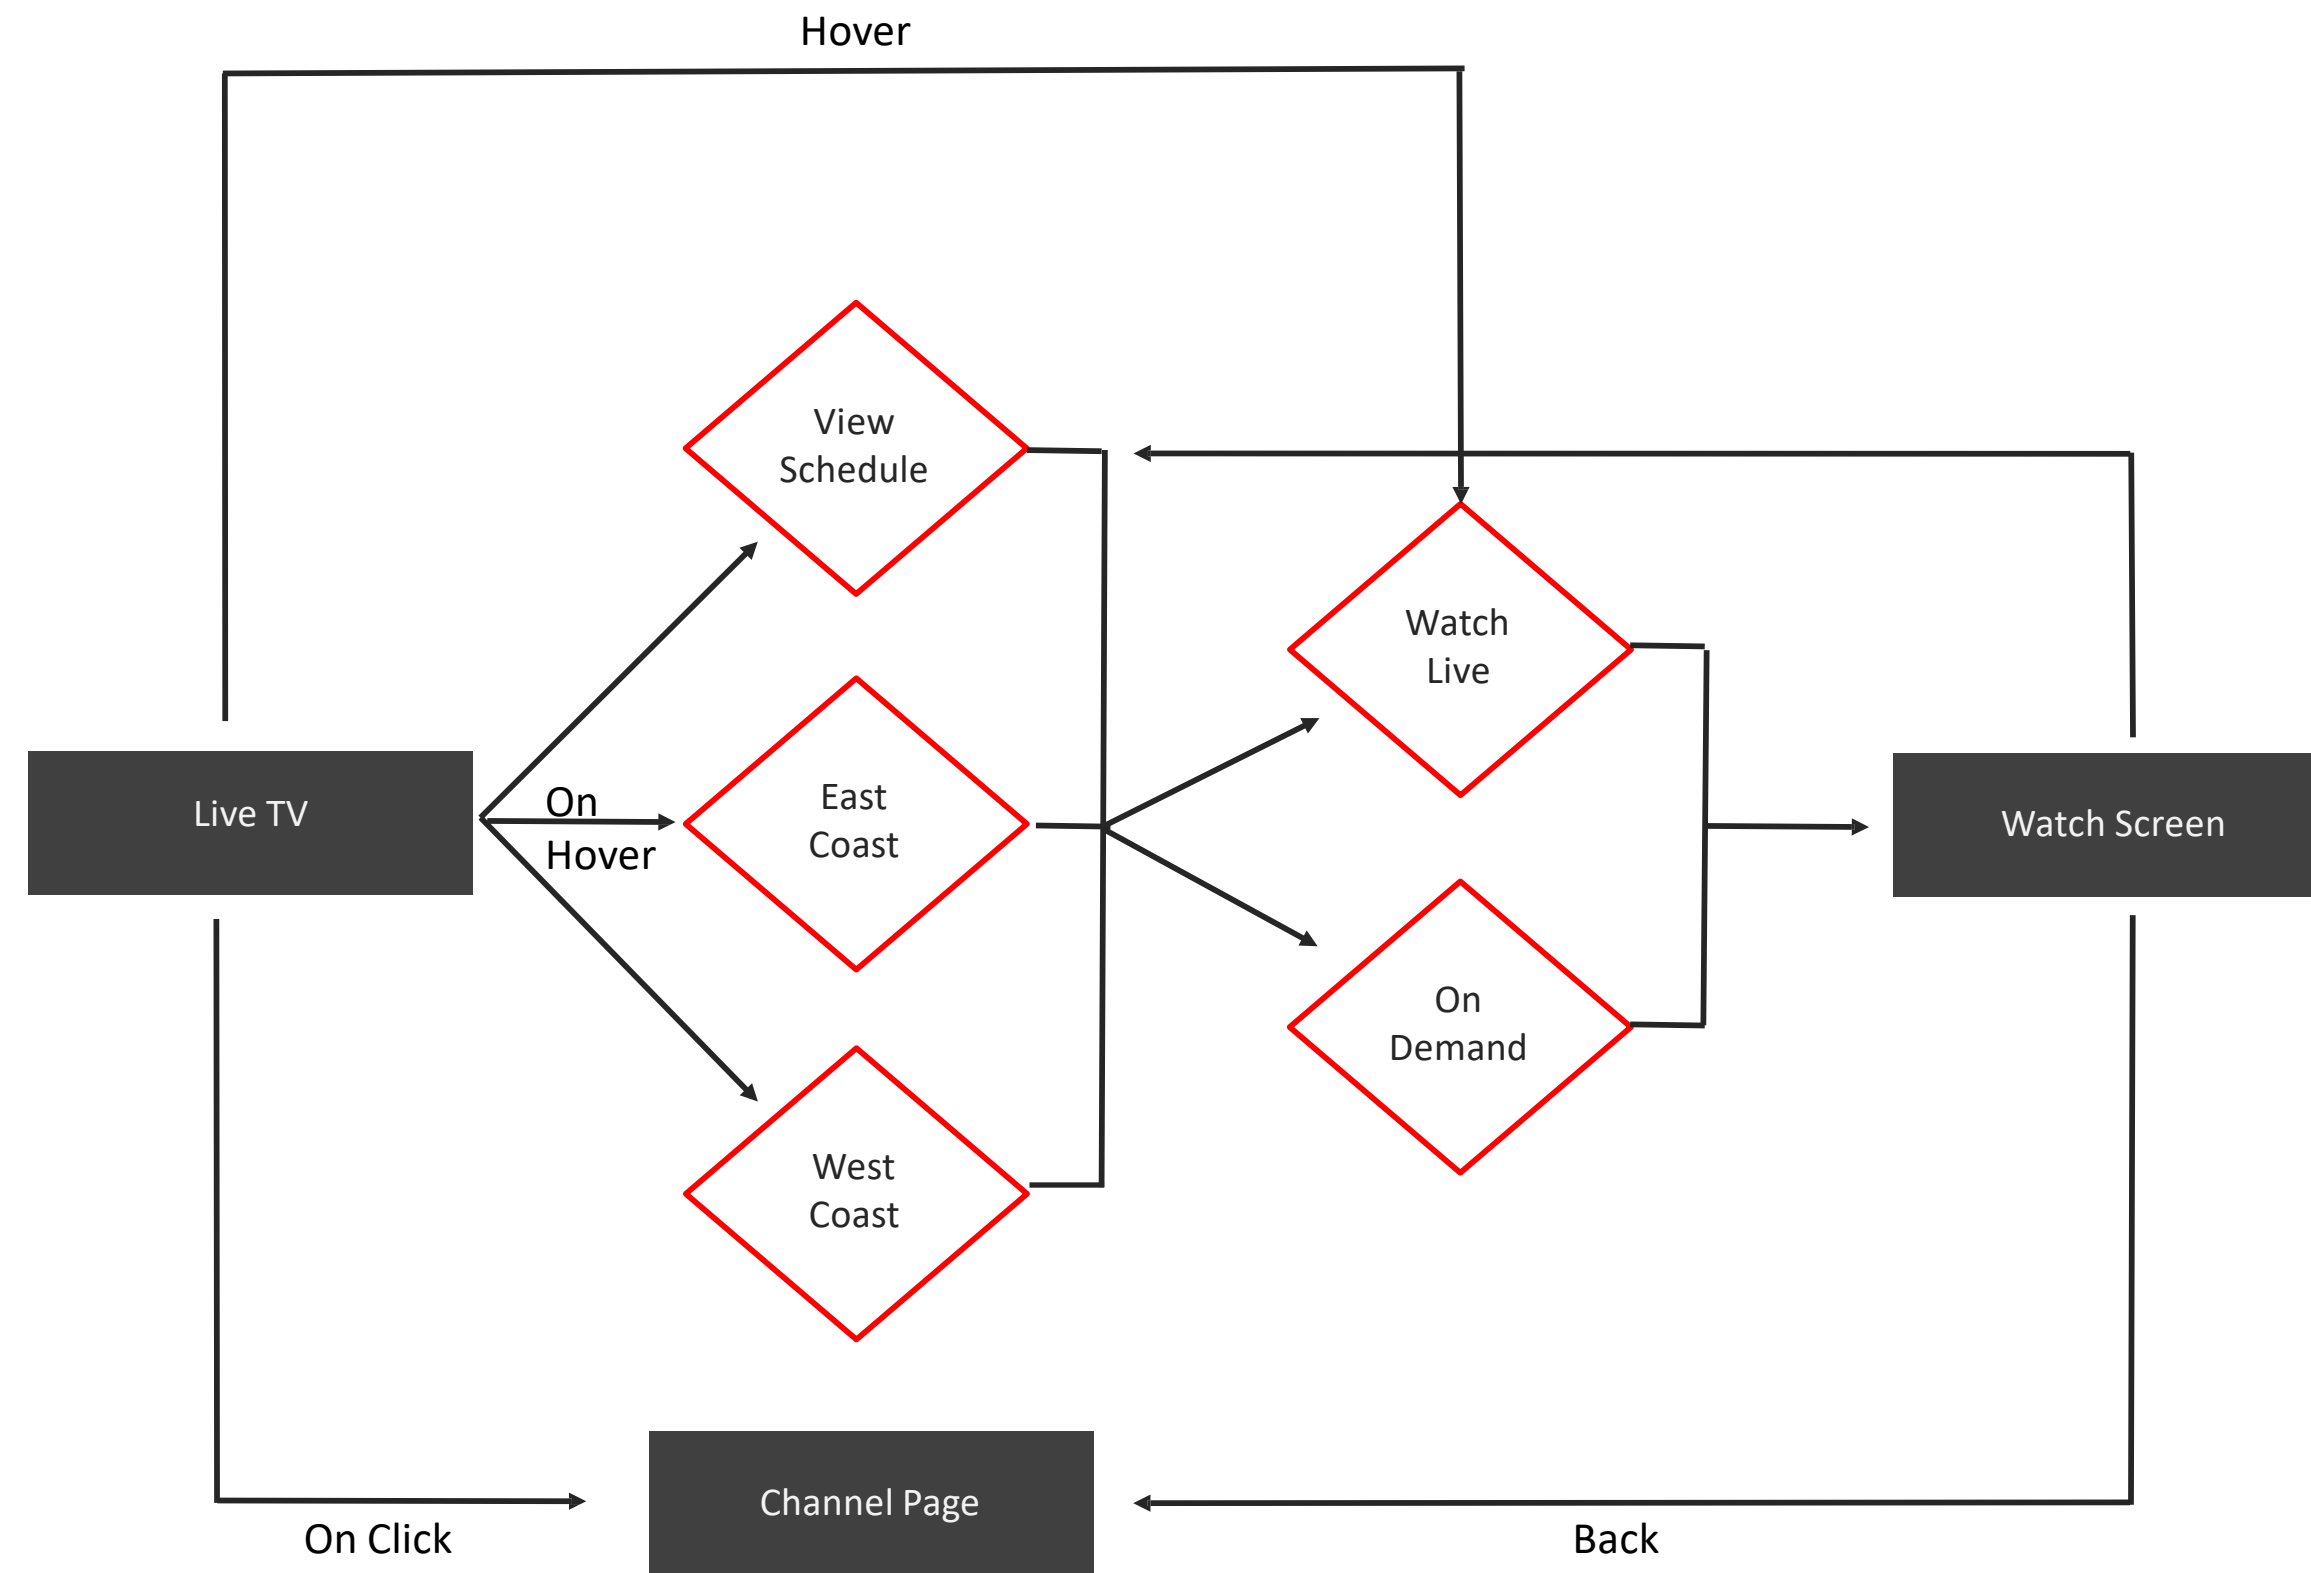 Hover
View
Schedule
Watch
Live
Live TV
On
Hover
East
Coast
Watch Screen
On
Demand
West
Coast
Channel Page
On Click
Back